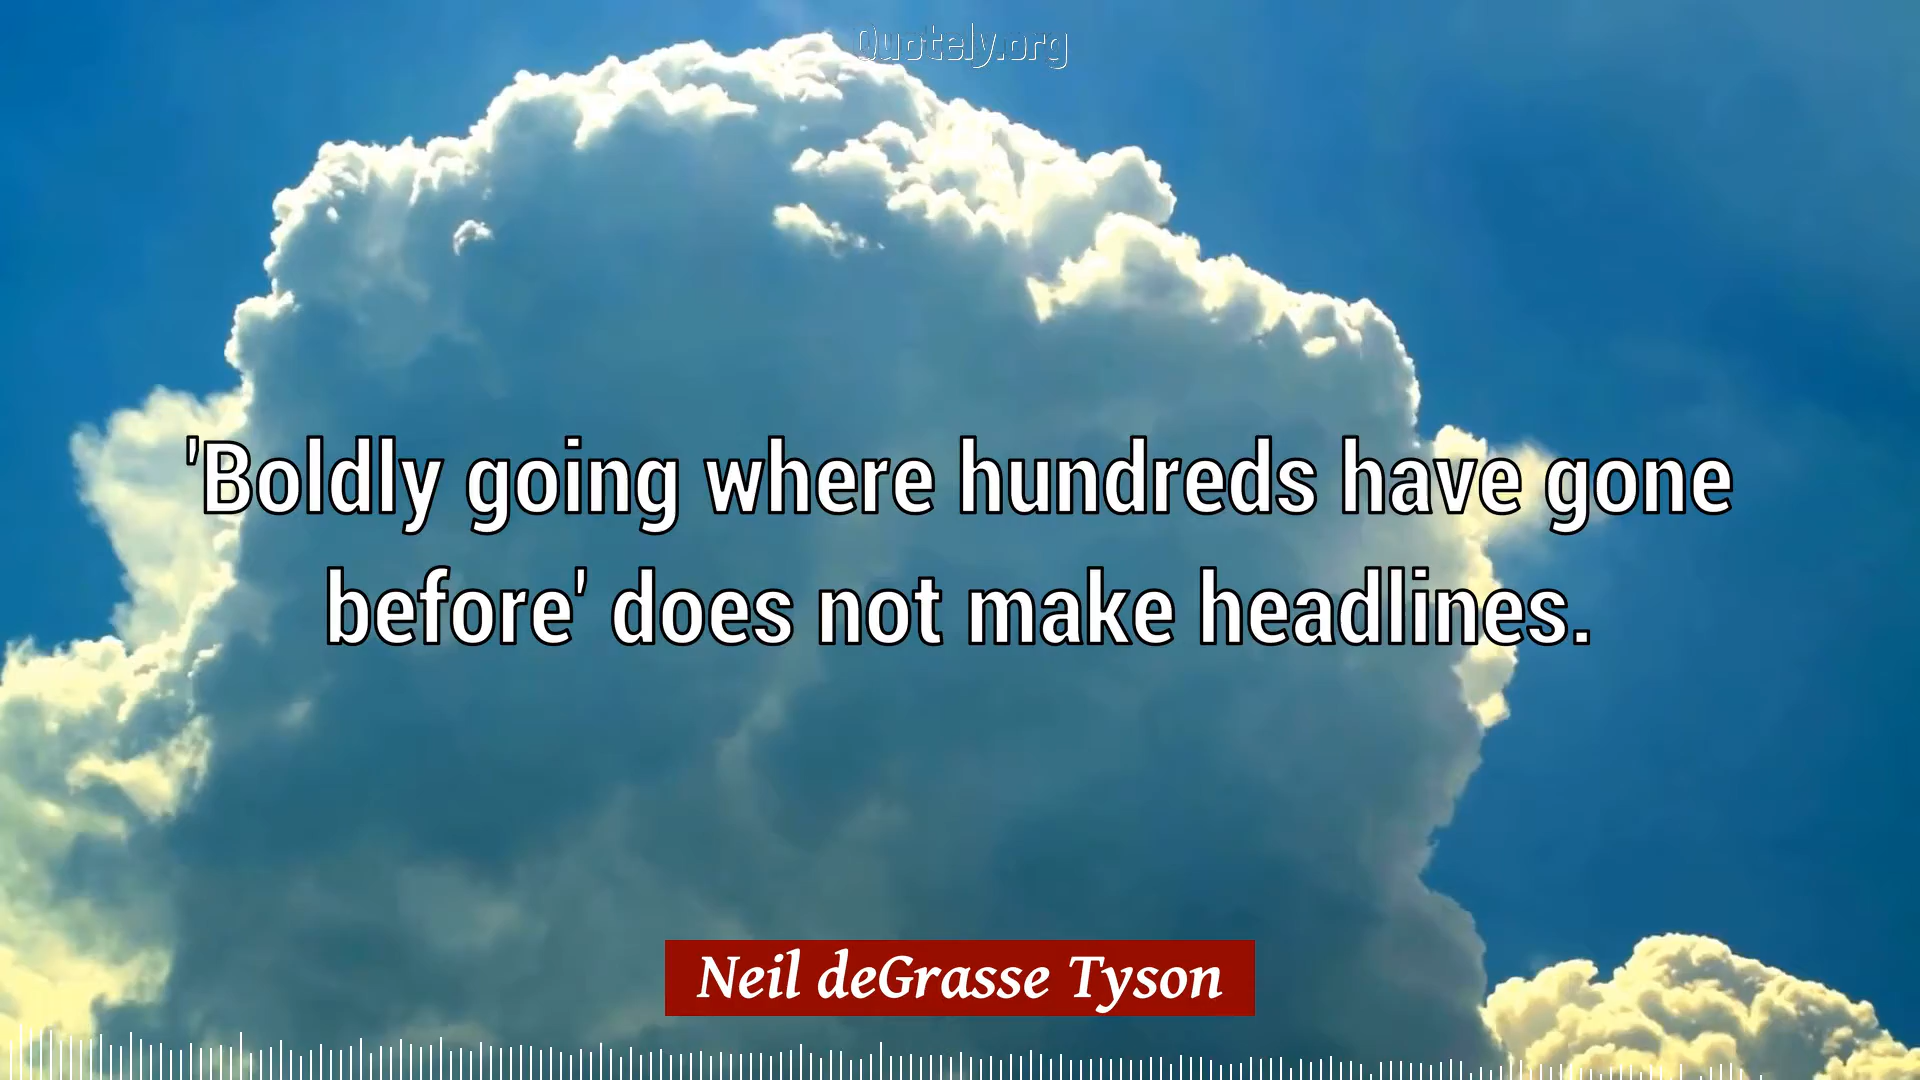 Quotely.org
'Boldly going where hundreds have gone
before' does not make headlines.
Neil deGrasse Tyson